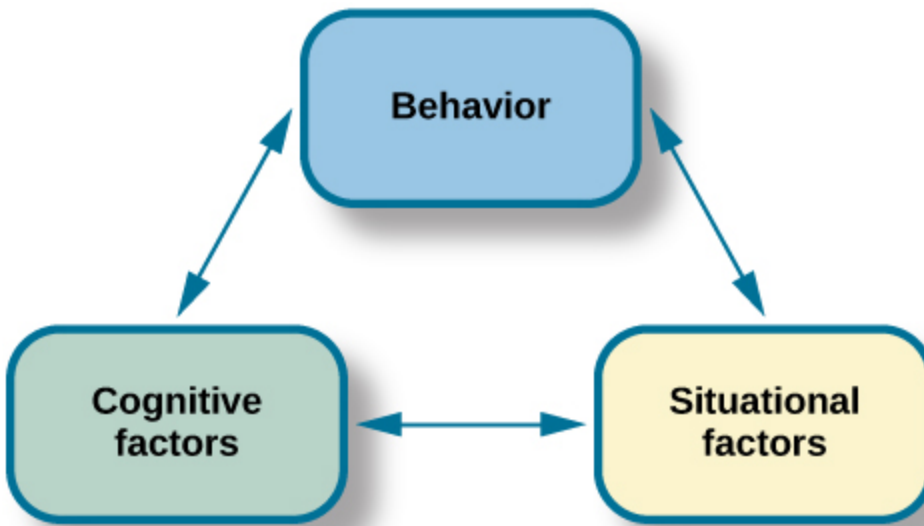 Behavior
Cognitive
factors
Situational
factors